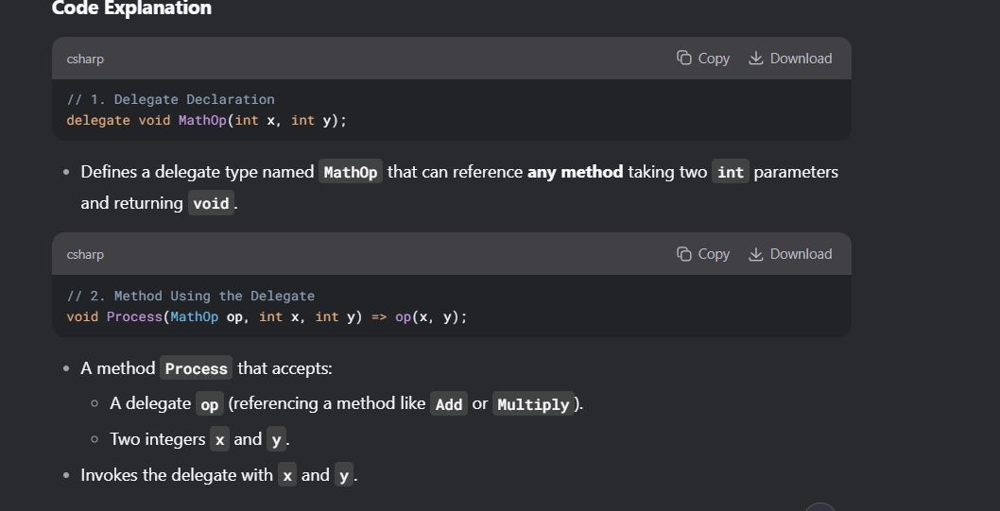 Code Explanation
csharp
Copy
Download
// 1. Delegate Declaration
delegate void MathOp(int x, int y);
• Defines a delegate type named MathOp that can reference any method taking two int parameters
and returning void.
csharp
Copy
Download
// 2. Method Using the Delegate
void Process(MathOp op, int x, int y) => op(x, y);
• A method Process that accepts:
○ A delegate op (referencing a method like Add or Multiply).
○ Two integers x and y.
• Invokes the delegate with x and y.